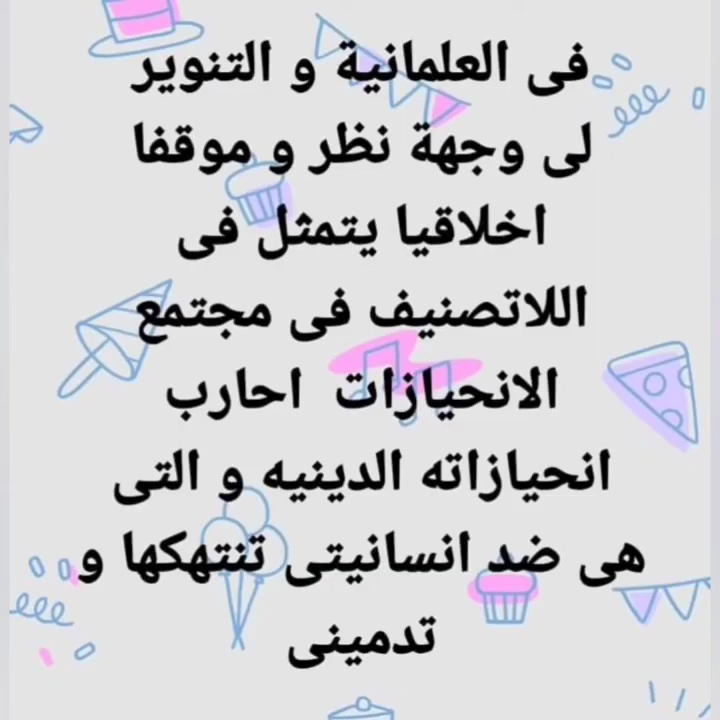 فى العلمانية و التنوير
لى وجهة نظر و موقفا
اخلاقيا يتمثل فى
اللاتصنيف فى مجتمع
الانحيازات احارب
انحيازاته الدينيه و التى
هى ضد انسانيتى تنتهكها و
تدمينى